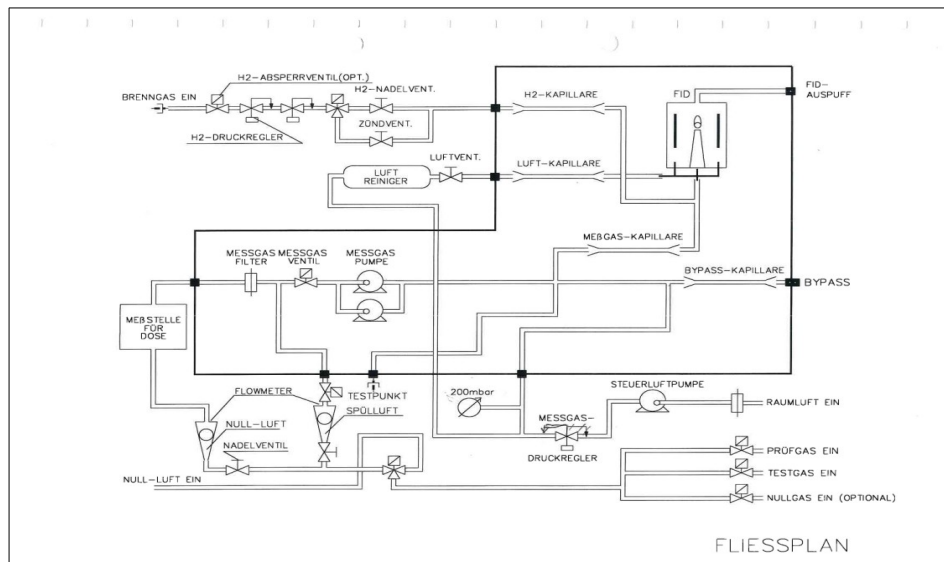 H2-ABSPERRVENTIL(OPT.)
BRENNGAS EIN
H2-NADELVENT.
H2-KAPILLARE
FID
FID-
AUSPUFF
ZÜNDVENT.
H2-DRUCKREGLER
LUFT
REINIGER
LUFTVENT.
LUFT-KAPILLARE
MEßGAS-KAPILLARE
MESSGAS
FILTER
MESSGAS
VENTIL
MESSGAS
PUMPE
BYPASS-KAPILLARE
BYPASS
MEßSTELLE
FÜR
DOSE
FLOWMETER
TESTPUNKT
200mbar
STEUERLUFTPUMPE
RAUMLUFT EIN
SPÜLLUFT
NULL-LUFT
MESSGAS-
DRUCKREGLER
NADELVENTIL
NULL-LUFT EIN
PRÜFGAS EIN
TESTGAS EIN
NULLGAS EIN (OPTIONAL)
FLIESSPLAN